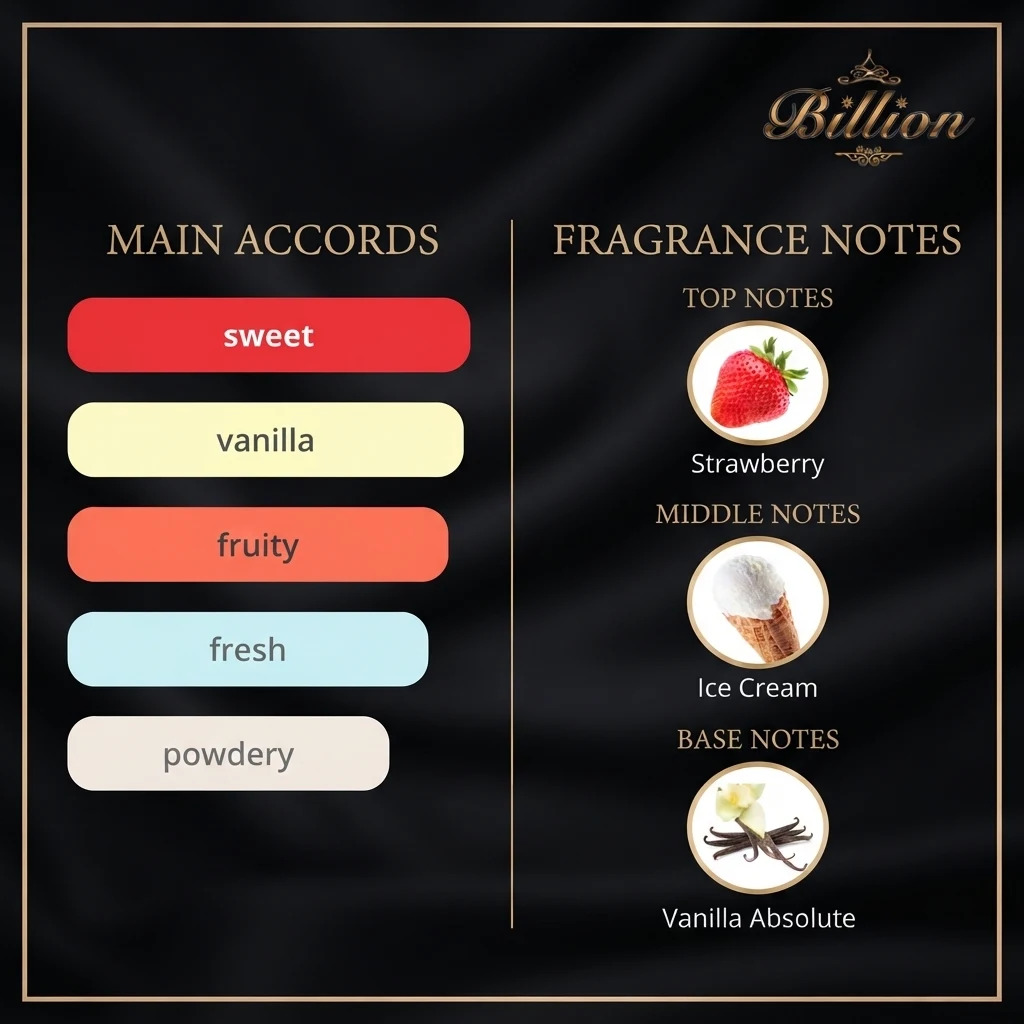 Billion
MAIN ACCORDS
sweet
vanilla
fruity
fresh
powdery
FRAGRANCE NOTES
TOP NOTES
Strawberry
MIDDLE NOTES
Ice Cream
BASE NOTES
Vanilla Absolute